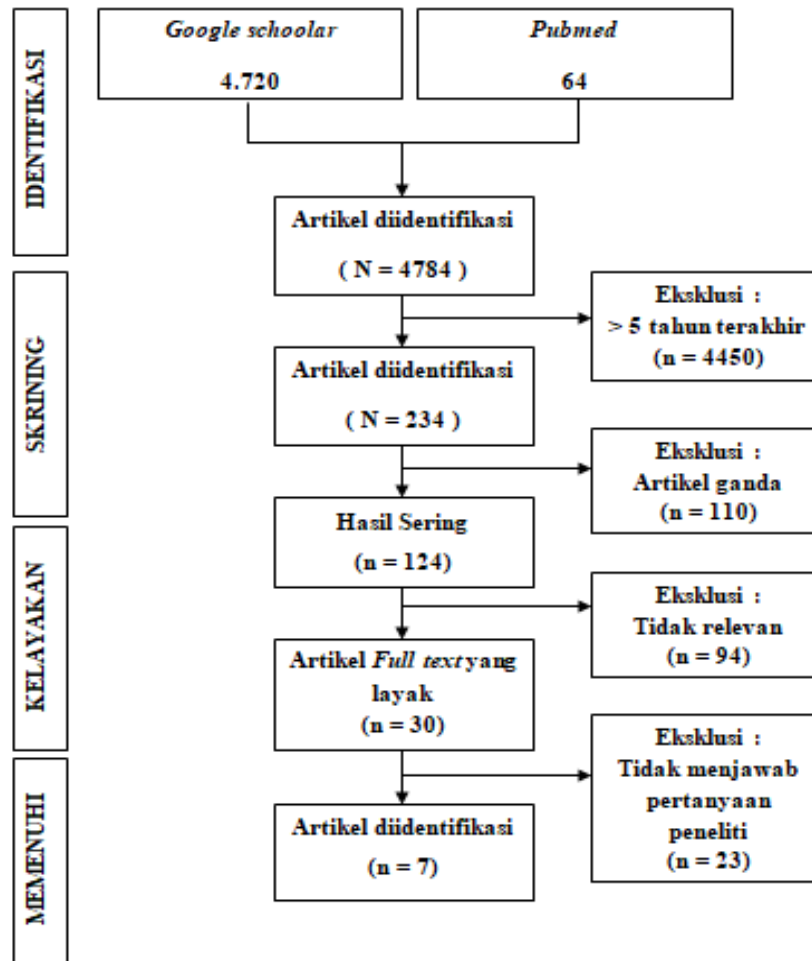 IDENTIFIKASI
Google schoolar
4.720
Pubmed
64
Artikel diidentifikasi
( N = 4784 )
SKRINING
Eksklusi :
> 5 tahun terakhir
(n = 4450)
Artikel diidentifikasi
( N = 234 )
Eksklusi :
Artikel ganda
(n = 110)
Hasil Sering
(n = 124)
KELAYAKAN
Eksklusi :
Tidak relevan
(n = 94)
Artikel Full text yang
layak
(n = 30)
Eksklusi :
Tidak menjawab
pertanyaan
peneliti
(n = 23)
MEMENUHI
Artikel diidentifikasi
(n = 7)